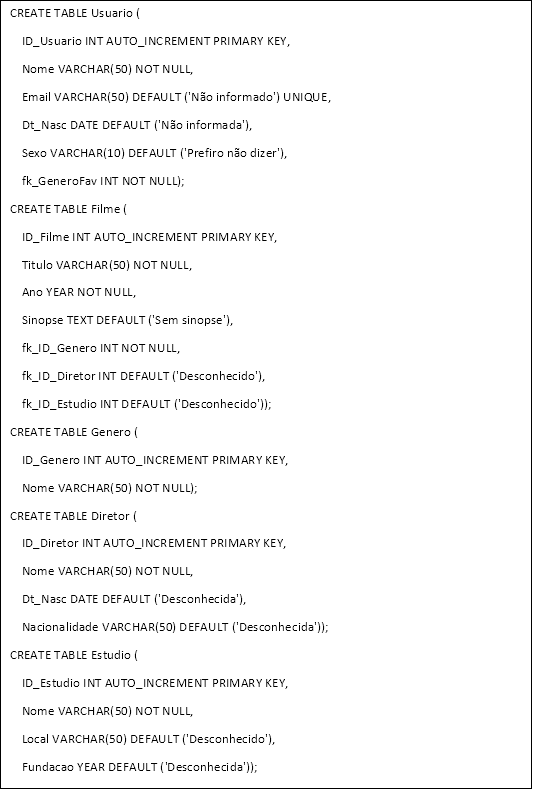 CREATE TABLE Usuario (
ID_Usuario INT AUTO_INCREMENT PRIMARY KEY,
Nome VARCHAR(50) NOT NULL,
Email VARCHAR(50) DEFAULT ('Não informado') UNIQUE,
Dt_Nasc DATE DEFAULT ('Não informada'),
Sexo VARCHAR(10) DEFAULT ('Prefiro não dizer'),
fk_GeneroFav INT NOT NULL);
CREATE TABLE Filme (
ID_Filme INT AUTO_INCREMENT PRIMARY KEY,
Titulo VARCHAR(50) NOT NULL,
Ano YEAR NOT NULL,
Sinopse TEXT DEFAULT ('Sem sinopse'),
fk_ID_Genero INT NOT NULL,
fk_ID_Diretor INT DEFAULT ('Desconhecido'),
fk_ID_Estudio INT DEFAULT ('Desconhecido'));
CREATE TABLE Genero (
ID_Genero INT AUTO_INCREMENT PRIMARY KEY,
Nome VARCHAR(50) NOT NULL);
CREATE TABLE Diretor (
ID_Diretor INT AUTO_INCREMENT PRIMARY KEY,
Nome VARCHAR(50) NOT NULL,
Dt_Nasc DATE DEFAULT ('Desconhecida'),
Nacionalidade VARCHAR(50) DEFAULT ('Desconhecida'));
CREATE TABLE Estudio (
ID_Estudio INT AUTO_INCREMENT PRIMARY KEY,
Nome VARCHAR(50) NOT NULL,
Local VARCHAR(50) DEFAULT ('Desconhecido'),
Fundacao YEAR DEFAULT ('Desconhecida'));